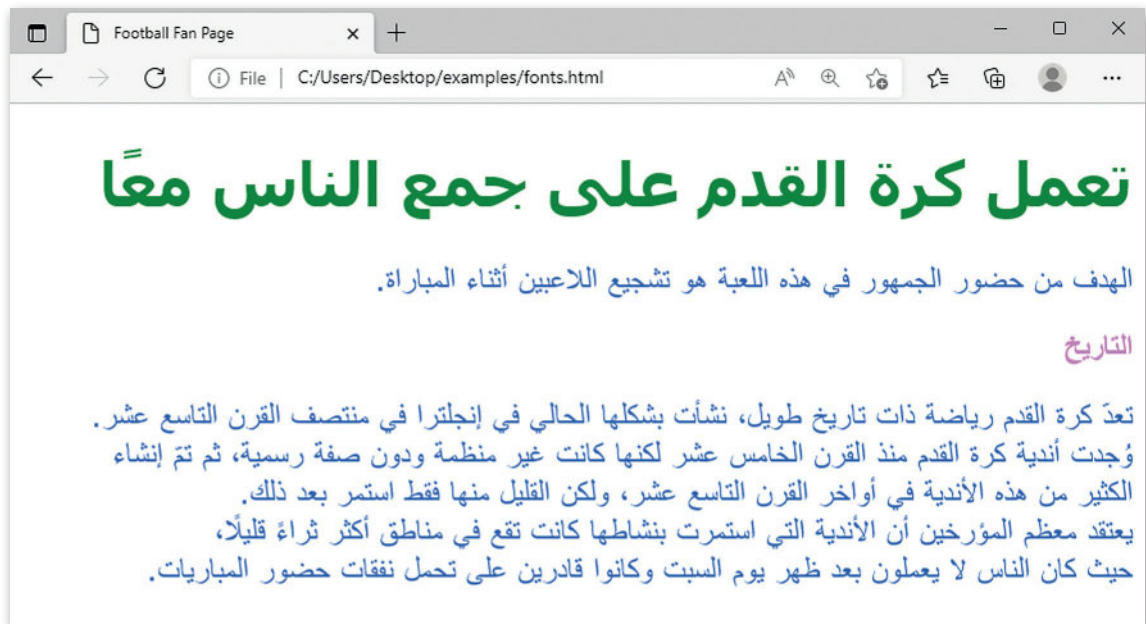 Football Fan Page
File | C:/Users/Desktop/examples/fonts.html
تعمل كرة القدم على جمع الناس معًا
الهدف من حضور الجمهور في هذه اللعبة هو تشجيع اللاعبين أثناء المباراة.
التاريخ
تعدّ كرة القدم رياضة ذات تاريخ طويل، نشأت بشكلها الحالي في إنجلترا في منتصف القرن التاسع عشر.
وُجدت أندية كرة القدم منذ القرن الخامس عشر لكنها كانت غير منظمة ودون صفة رسمية، ثم تمّ إنشاء
الكثير من هذه الأندية في أواخر القرن التاسع عشر، ولكن القليل منها فقط استمر بعد ذلك.
يعتقد معظم المؤرخين أن الأندية التي استمرت بنشاطها كانت تقع في مناطق أكثر ثراءً قليلًا،
حيث كان الناس لا يعملون بعد ظهر يوم السبت وكانوا قادرين على تحمل نفقات حضور المباريات.